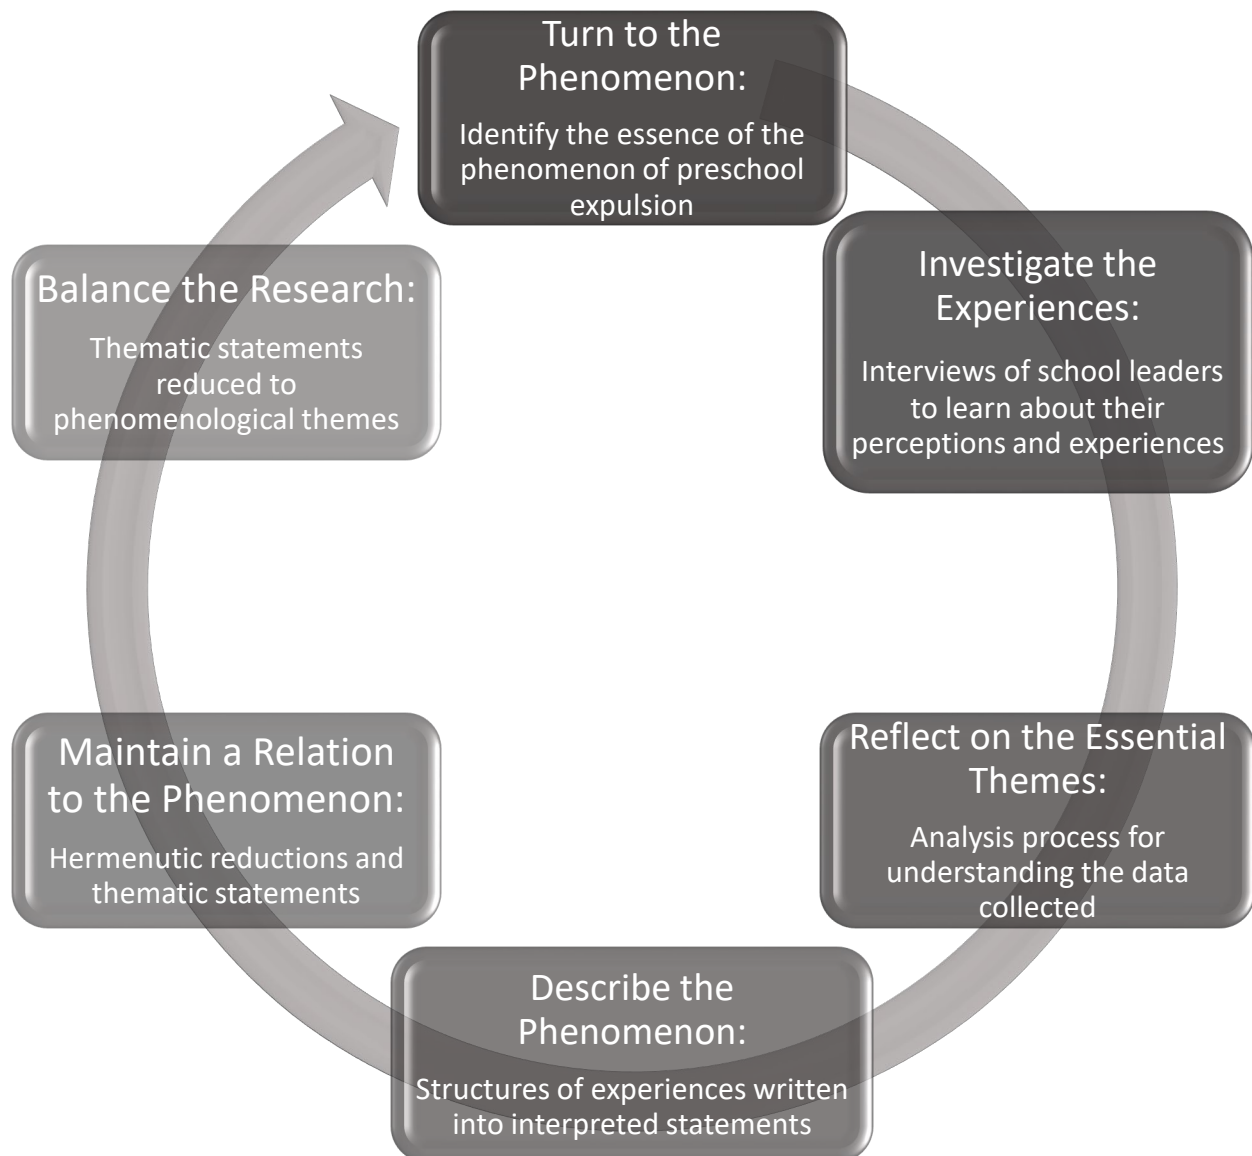 Turn to the
Phenomenon:
Identify the essence of the
phenomenon of preschool
expulsion
Investigate the
Experiences:
Interviews of school leaders
to learn about their
perceptions and experiences
Reflect on the Essential
Themes:
Analysis process for
understanding the data
collected
Describe the
Phenomenon:
Structures of experiences written
into interpreted statements
Maintain a Relation
to the Phenomenon:
Hermenutic reductions and
thematic statements
Balance the Research:
Thematic statements
reduced to
phenomenological themes